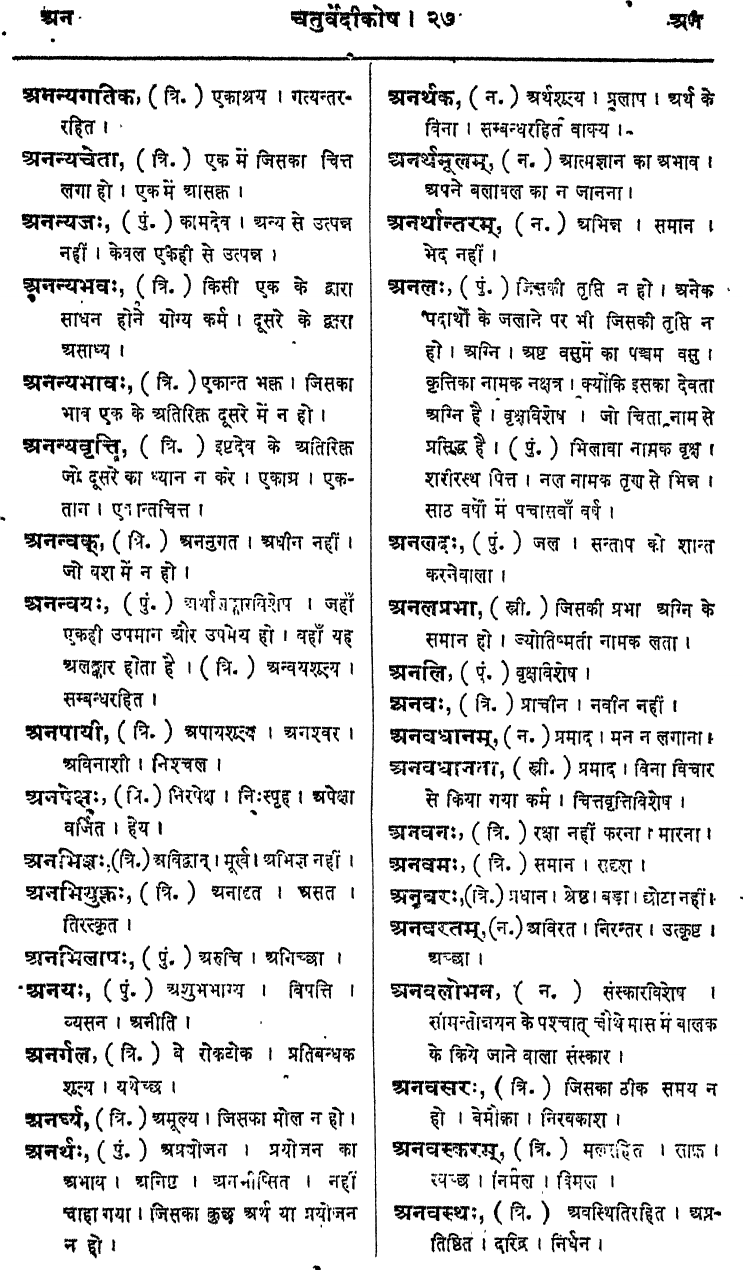 अन
चतुर्वेदीकोष । २७
अन
अमन्यगतिक, ( त्रि. ) एकाश्रय । गत्यन्तर-
रहित ।
अनन्यचेता, ( त्रि. ) एक में जिसका चित्त
लगा हो । एक में आसक्त ।
अनन्यजः, ( पुं. ) कामदेव । अन्य से उत्पन्न
नहीं । केवल एकही से उत्पन्न ।
अनन्यभवः, ( त्रि. ) किसी एक के द्वारा
साधन होने योग्य कर्म । दूसरे के द्वारा
असाध्य ।
अनन्यभावः, ( त्रि. ) एकान्त भक्त । जिसका
भाव एक के अतिरिक्त दूसरे में न हो ।
अनन्यवृत्ति, ( त्रि. ) इष्टदेव के अतिरिक्त
जो दूसरे का ध्यान न करे । एकाग्र । एक-
तान । एकान्तचित्त ।
अनन्वक्, ( त्रि. ) अननुगत । अधीन नहीं ।
जो वश में न हो ।
अनन्वयः, ( पुं. ) अर्थालङ्कारविशेष । जहाँ
एकही उपमान और उपमेय हो । वहाँ यह
अलङ्कार होता है । ( त्रि. ) अन्वयशून्य ।
सम्बन्धरहित ।
अनपायी, ( त्रि. ) अपायशून्य । अनश्वर ।
अविनाशी । निश्चल ।
अनपेक्षः, (त्रि.) निरपेक्ष । निःस्पृह । अपेक्षा
वर्जित । हेय ।
अनभिज्ञः, (त्रि.) अविद्वान् । मूर्ख । अभिज्ञ नहीं ।
अनभियुक्तः, ( त्रि. ) अनादृत । असत ।
तिरस्कृत ।
अनभिलाषः, ( पुं. ) अरुचि । अनिच्छा ।
अनयः, ( पुं. ) अशुभभाग्य । विपत्ति ।
व्यसन । अनीति ।
अनर्गल, ( त्रि. ) बे रोकटोक । प्रतिबन्धक
शून्य । यथेच्छ ।
अनर्घ्य, ( त्रि. ) अमूल्य । जिसका मोल न हो ।
अनर्थः, ( पुं. ) अप्रयोजन । प्रयोजन का
अभाव । अनिष्ट । अनभीप्सित । नहीं
चाहा गया । जिसका कुछ अर्थ या प्रयोजन
न हो ।
अनर्थक, ( न. ) अर्थशून्य । प्रलाप । अर्थ के
विना । सम्बन्धरहित वाक्य ।
अनर्थमूलम्, ( न. ) आत्मज्ञान का अभाव ।
अपने बलाबल का न जानना ।
अनर्थान्तरम्, ( न. ) अभिन्न । समान ।
भेद नहीं ।
अनलः, ( पुं. ) जिसकी तृप्ति न हो । अनेक
पदार्थों के जलाने पर भी जिसकी तृप्ति न
हो । अग्नि । अष्ट वसुमें का पञ्चम वसु ।
कृत्तिका नामक नक्षत्र । क्योंकि इसका देवता
अग्नि है । वृक्षविशेष । जो चिता नाम से
प्रसिद्ध है । ( पुं. ) भिलावा नामक वृक्ष ।
शरीरस्थ पित्त । नल नामक तृण से भिन्न ।
साठ वर्षों में पचासवाँ वर्ष ।
अनलदः, ( पुं. ) जल । सन्ताप को शान्त
करनेवाला ।
अनलप्रभा, ( स्त्री. ) जिसकी प्रभा अग्नि के
समान हो । ज्योतिष्मती नामक लता ।
अनलि, ( पुं. ) वृक्षविशेष ।
अनवः, ( त्रि. ) प्राचीन । नवीन नहीं ।
अनवधानम्, ( न. ) प्रमाद । मन न लगाना ।
अनवधानता, ( स्त्री. ) प्रमाद । विना विचार
से किया गया कर्म । चित्तवृत्तिविशेष ।
अनवनः, ( त्रि. ) रक्षा नहीं करना । मारना ।
अनवमः, ( त्रि. ) समान । सदृश ।
अनवरः, (त्रि.) प्रधान । श्रेष्ठ । बड़ा । छोटा नहीं ।
अनवरतम्, (न.) अविरत । निरन्तर । उत्कृष्ट ।
अच्छा ।
अनवलोभन, ( न. ) संस्कारविशेष ।
सीमन्तोन्नयन के पश्चात् चौथे मास में बालक
के किये जाने वाला संस्कार ।
अनवसरः, ( त्रि. ) जिसका ठीक समय न
हो । बेमौक़ा । निरवकाश ।
अनवस्करम्, ( त्रि. ) मलरहित । साफ़ ।
स्वच्छ । निर्मल । विमल ।
अनवस्थः, ( त्रि. ) अवस्थितिरहित । अप्र-
तिष्ठित । दरिद्र । निर्धन ।